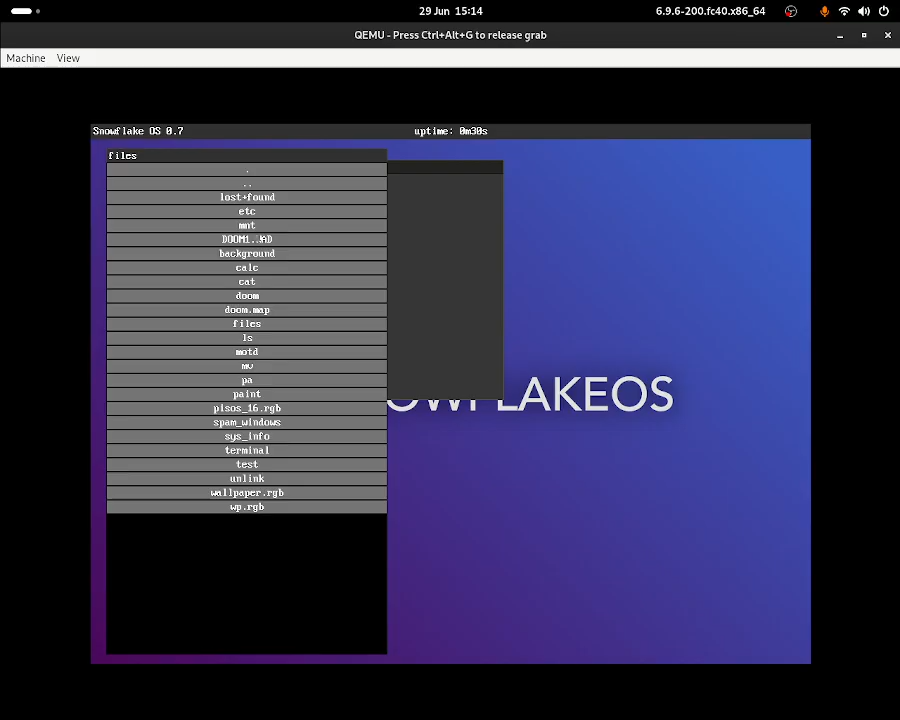 29 Jun 15:14
6.9.6-200.fc40.x86_64
QEMU - Press Ctrl+Alt+G to release grab
Machine View
Snowflake OS 0.7
uptime: 0m30s
files
.
..
lost+found
etc
mnt
background
calc
cat
doom
doom.map
files
ls
motd
mv
pa
paint
pisos_16.rgb
spam_windows
sys_info
terminal
test
unlink
wallpaper.rgb
wp.rgb
OWFLAKEOS